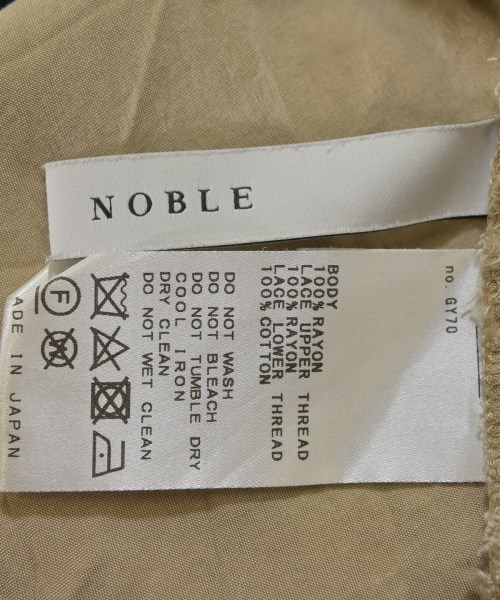 NOBLE
no. GY70
BODY
100% RAYON
LACE UPPER THREAD
100% RAYON
LACE LOWER THREAD
100% COTTON
DO NOT WASH
DO NOT BLEACH
DO NOT TUMBLE DRY
COOL IRON
DRY CLEAN
DO NOT WET CLEAN
F
W
ADE IN JAPAN